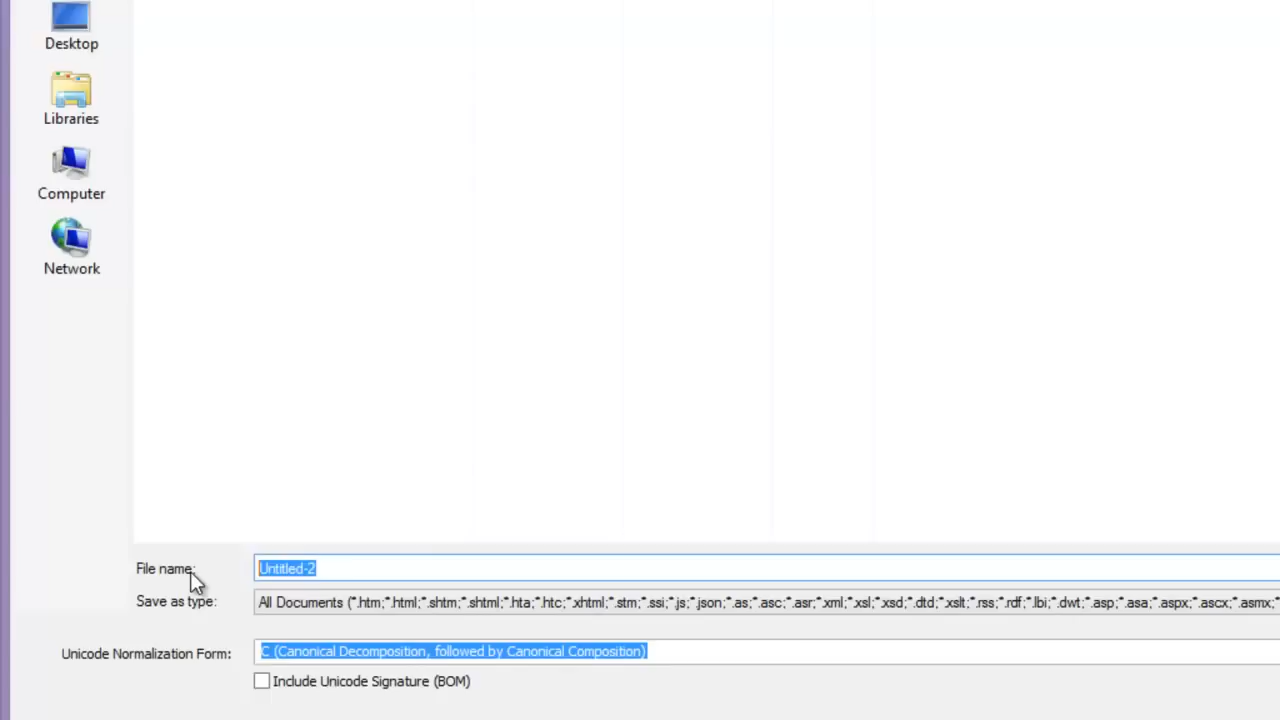 Desktop
Libraries
Computer
Network
File name:
Untitled-2
Save as type:
All Documents (*.htm;*.html;*.shtm;*.shtml;*.hta;*.htc;*.xhtml;*.stm;*.ssi;*.js;*.json;*.as;*.asc;*.asr;*.xml;*.xsl;*.xsd;*.dtd;*.xslt;*.rss;*.rdf;*.lbi;*.dwt;*.asp;*.asa;*.aspx;*.ascx;*.asmx;*
Unicode Normalization Form:
C (Canonical Decomposition, followed by Canonical Composition)
Include Unicode Signature (BOM)